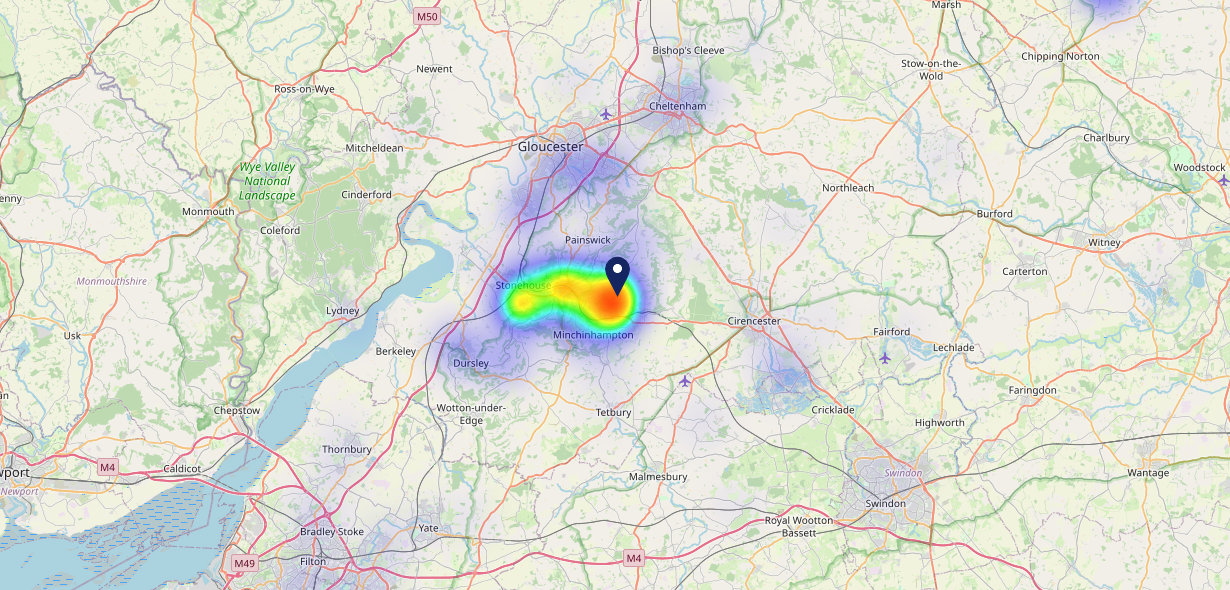 Marsh
M50
Bishop's Cleeve
Chipping Norton
Newent
Stow-on-the-
Wold
Ross-on-Wye
Cheltenham
Charlbury
Gloucester
Mitcheldean
Woodstock
Wye Valley
National
Landscape
Cinderford
Northleach
enny
Monmouth
Burford
Coleford
Painswick
Witney
Carterton
Monmouthshire
Stonehouse
Lydney
Cirencester
Fairford
Usk
Minchinhampton
Lechlade
Berkeley
Dursley
Faringdon
Chepstow
Wotton-under-
Edge
Tetbury
Cricklade
Highworth
Thornbury
wport
M4
Caldicot
Swindon
Wantage
Newport
Malmesbury
Swindon
Royal Wootton
Bassett
Bradley Stoke
Yate
M4
M49
Filton